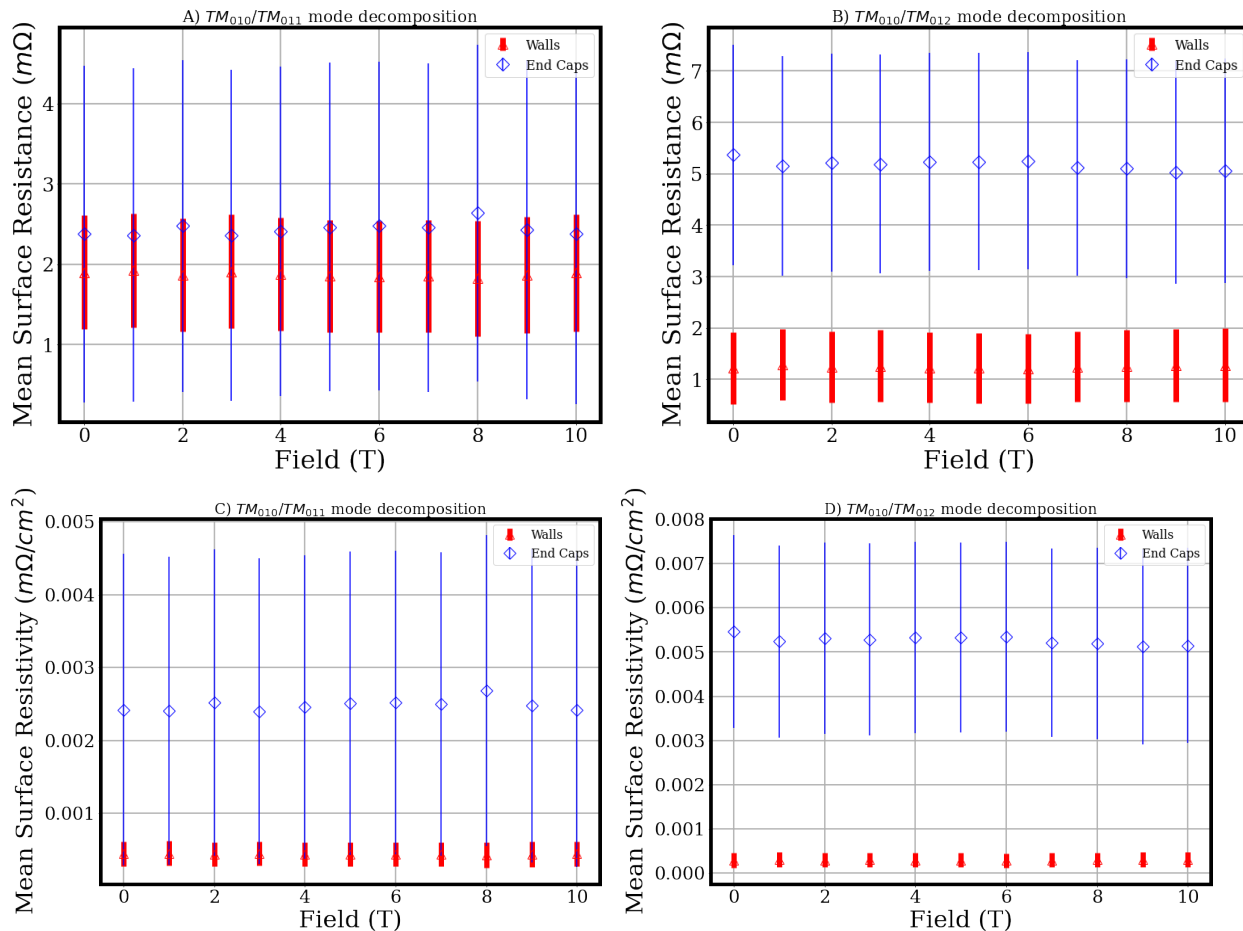 A) TM₀₁₀/TM₀₁₁ mode decomposition
Mean Surface Resistance (mΩ)
4
3
2
1
Walls
End Caps
0 2 4 6 8 10
Field (T)
B) TM₀₁₀/TM₀₁₂ mode decomposition
Mean Surface Resistance (mΩ)
7
6
5
4
3
2
1
Walls
End Caps
0 2 4 6 8 10
Field (T)
C) TM₀₁₀/TM₀₁₁ mode decomposition
Mean Surface Resistivity (mΩ/cm²)
0.005
0.004
0.003
0.002
0.001
Walls
End Caps
0 2 4 6 8 10
Field (T)
D) TM₀₁₀/TM₀₁₂ mode decomposition
Mean Surface Resistivity (mΩ/cm²)
0.008
0.007
0.006
0.005
0.004
0.003
0.002
0.001
0.000
Walls
End Caps
0 2 4 6 8 10
Field (T)